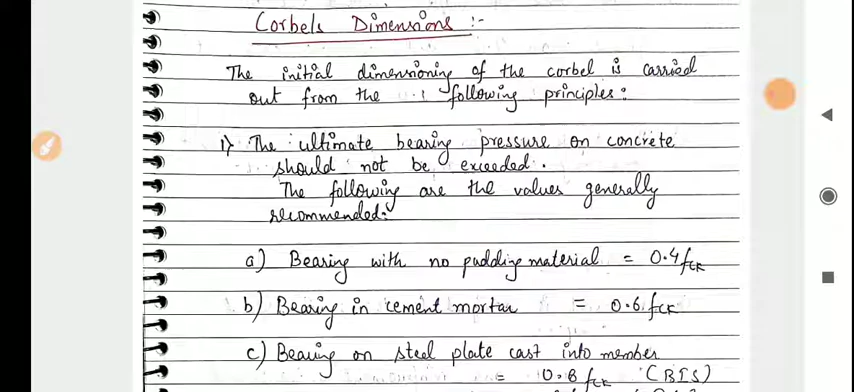 Corbels Dimensions :-
The initial dimensioning of the corbel is carried
out from the following principles:
1) The ultimate bearing pressure on concrete
should not be exceeded.
The following are the values generally
recommended:
a) Bearing with no padding material = 0.4fck
b) Bearing in cement mortar = 0.6 fck
c) Beauing on steel plate cast into member
= 0.8 fck (BIS)